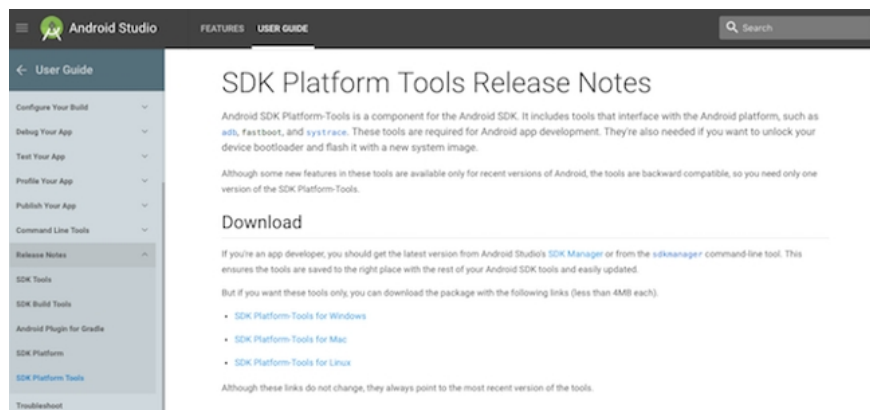 Android Studio
FEATURES
USER GUIDE
Search
User Guide
Configure Your Build
Debug Your App
Test Your App
Profile Your App
Publish Your App
Command Line Tools
Release Notes
SDK Tools
SDK Build Tools
Android Plugin for Gradle
SDK Platform
SDK Platform Tools
Troubleshoot
SDK Platform Tools Release Notes
Android SDK Platform-Tools is a component for the Android SDK. It includes tools that interface with the Android platform, such as
adb, fastboot, and systrace. These tools are required for Android app development. They're also needed if you want to unlock your
device bootloader and flash it with a new system image.
Although some new features in these tools are available only for recent versions of Android, the tools are backward compatible, so you need only one
version of the SDK Platform-Tools.
Download
If you're an app developer, you should get the latest version from Android Studio's SDK Manager or from the sdkmanager command-line tool. This
ensures the tools are saved to the right place with the rest of your Android SDK tools and easily updated.
But if you want these tools only, you can download the package with the following links (less than 4MB each).
• SDK Platform-Tools for Windows
• SDK Platform-Tools for Mac
• SDK Platform-Tools for Linux
Although these links do not change, they always point to the most recent version of the tools.